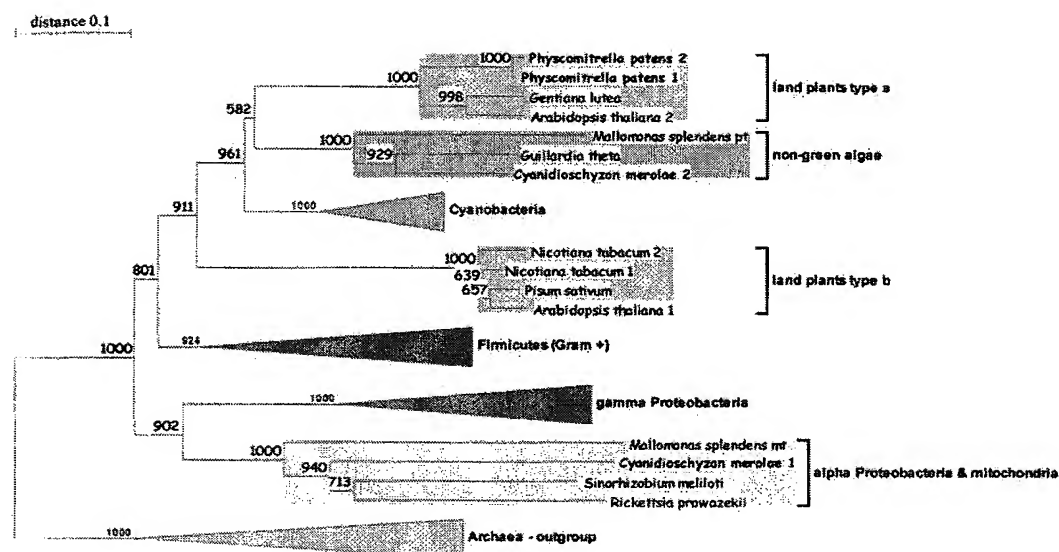 distance 0.1
1000
Physcomitrella patens 2
1000
Physcomitrella patens 1
land plants type a
998
Gentiana lutea
582
Arabidopsis thaliana 2
Mallomonas splendens pt
1000
929
Guillardia theta
non-green algae
961
Cyanidioschyzon merolae 2
911
1000
Cyanobacteria
1000
Nicotiana tabacum 2
801
639
Nicotiana tabacum 1
657
Pisum sativum
land plants type b
Arabidopsis thaliana 1
1000
924
Firmicutes (Gram +)
1000
gamma Proteobacteria
902
1000
Mallomonas splendens mt
940
Cyanidioschyzon merolae 1
alpha Proteobacteria & mitochondria
713
Sinorhizobium meliloti
Rickettsia prowazekii
1000
Archaea - outgroup